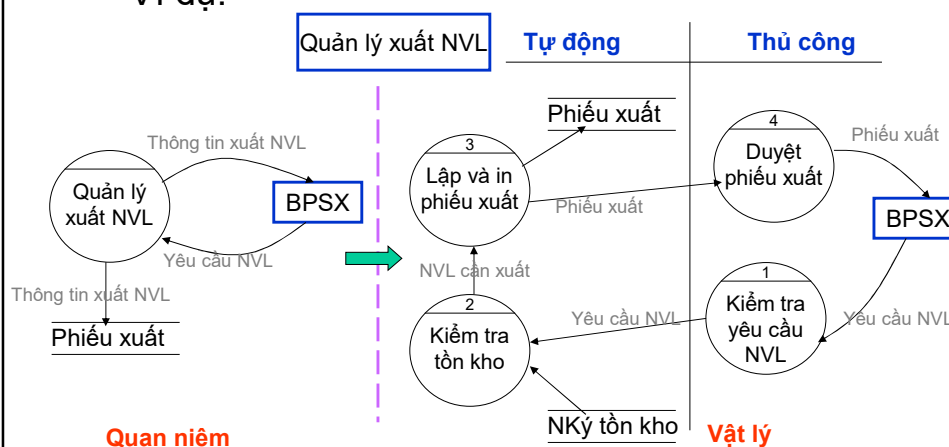 Ví dụ:
Quản lý xuất NVL
Tự động
Thủ công
Thông tin xuất NVL
Quản lý
xuất NVL
BPSX
Yêu cầu NVL
Thông tin xuất NVL
Phiếu xuất
Quan niệm
Phiếu xuất
3
Lập và in
phiếu xuất
Phiếu xuất
NVL cần xuất
2
Kiểm tra
tồn kho
Yêu cầu NVL
NKý tồn kho
4
Duyệt
phiếu xuất
Phiếu xuất
BPSX
1
Kiểm tra
yêu cầu
NVL
Yêu cầu NVL
Vật lý